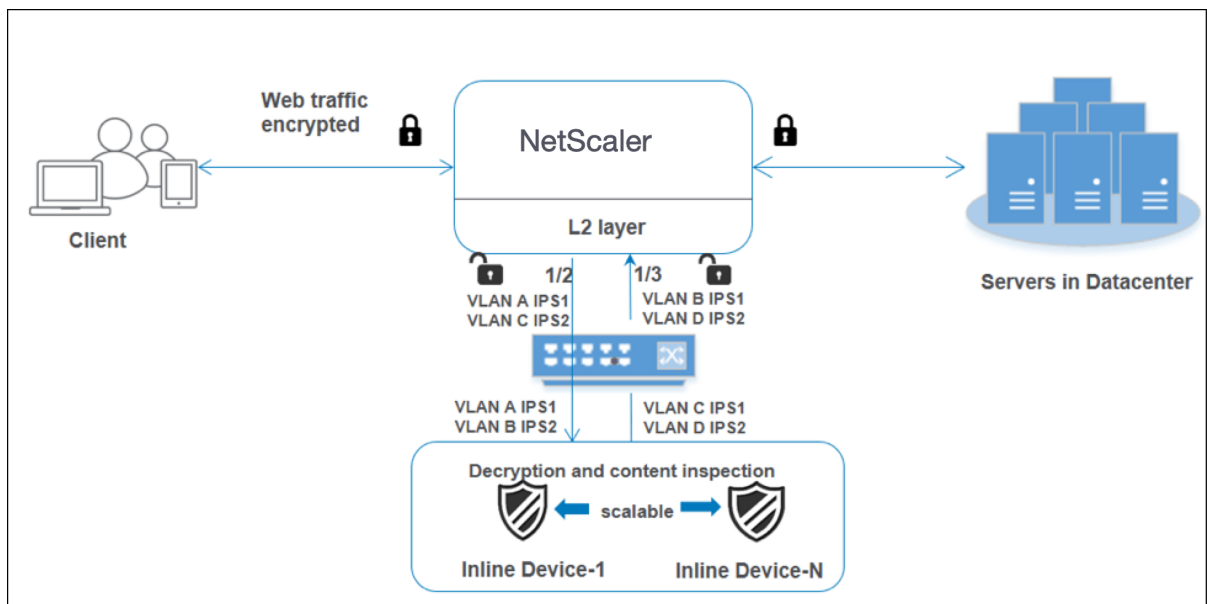 Web traffic
encrypted
NetScaler
L2 layer
Client
Servers in Datacenter
1/2
1/3
VLAN A IPS1
VLAN C IPS2
VLAN B IPS1
VLAN D IPS2
VLAN A IPS1
VLAN B IPS2
VLAN C IPS1
VLAN D IPS2
Decryption and content inspection
scalable
Inline Device-1
Inline Device-N